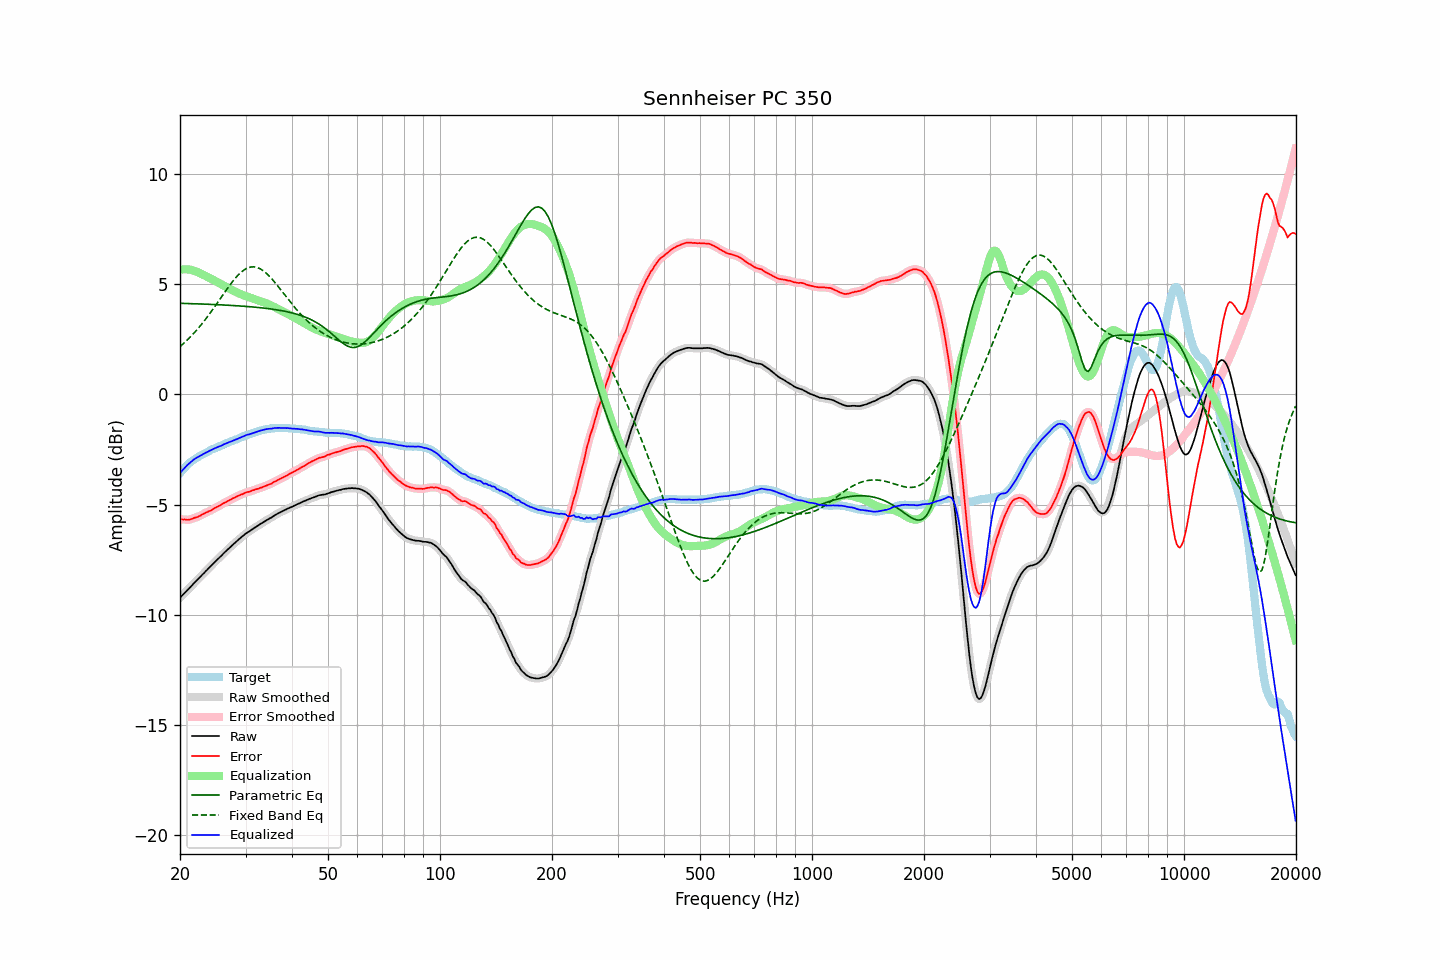 Sennheiser PC 350
Amplitude (dBr)
10
5
0
−5
−10
−15
−20
Target
Raw Smoothed
Error Smoothed
Raw
Error
Equalization
Parametric Eq
Fixed Band Eq
Equalized
20 50 100 200 500 1000 2000 5000 10000 20000
Frequency (Hz)